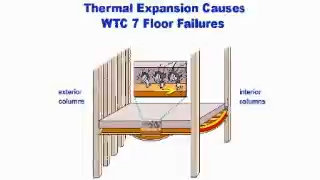 Thermal Expansion Causes
WTC 7 Floor Failures
exterior
columns
interior
columns